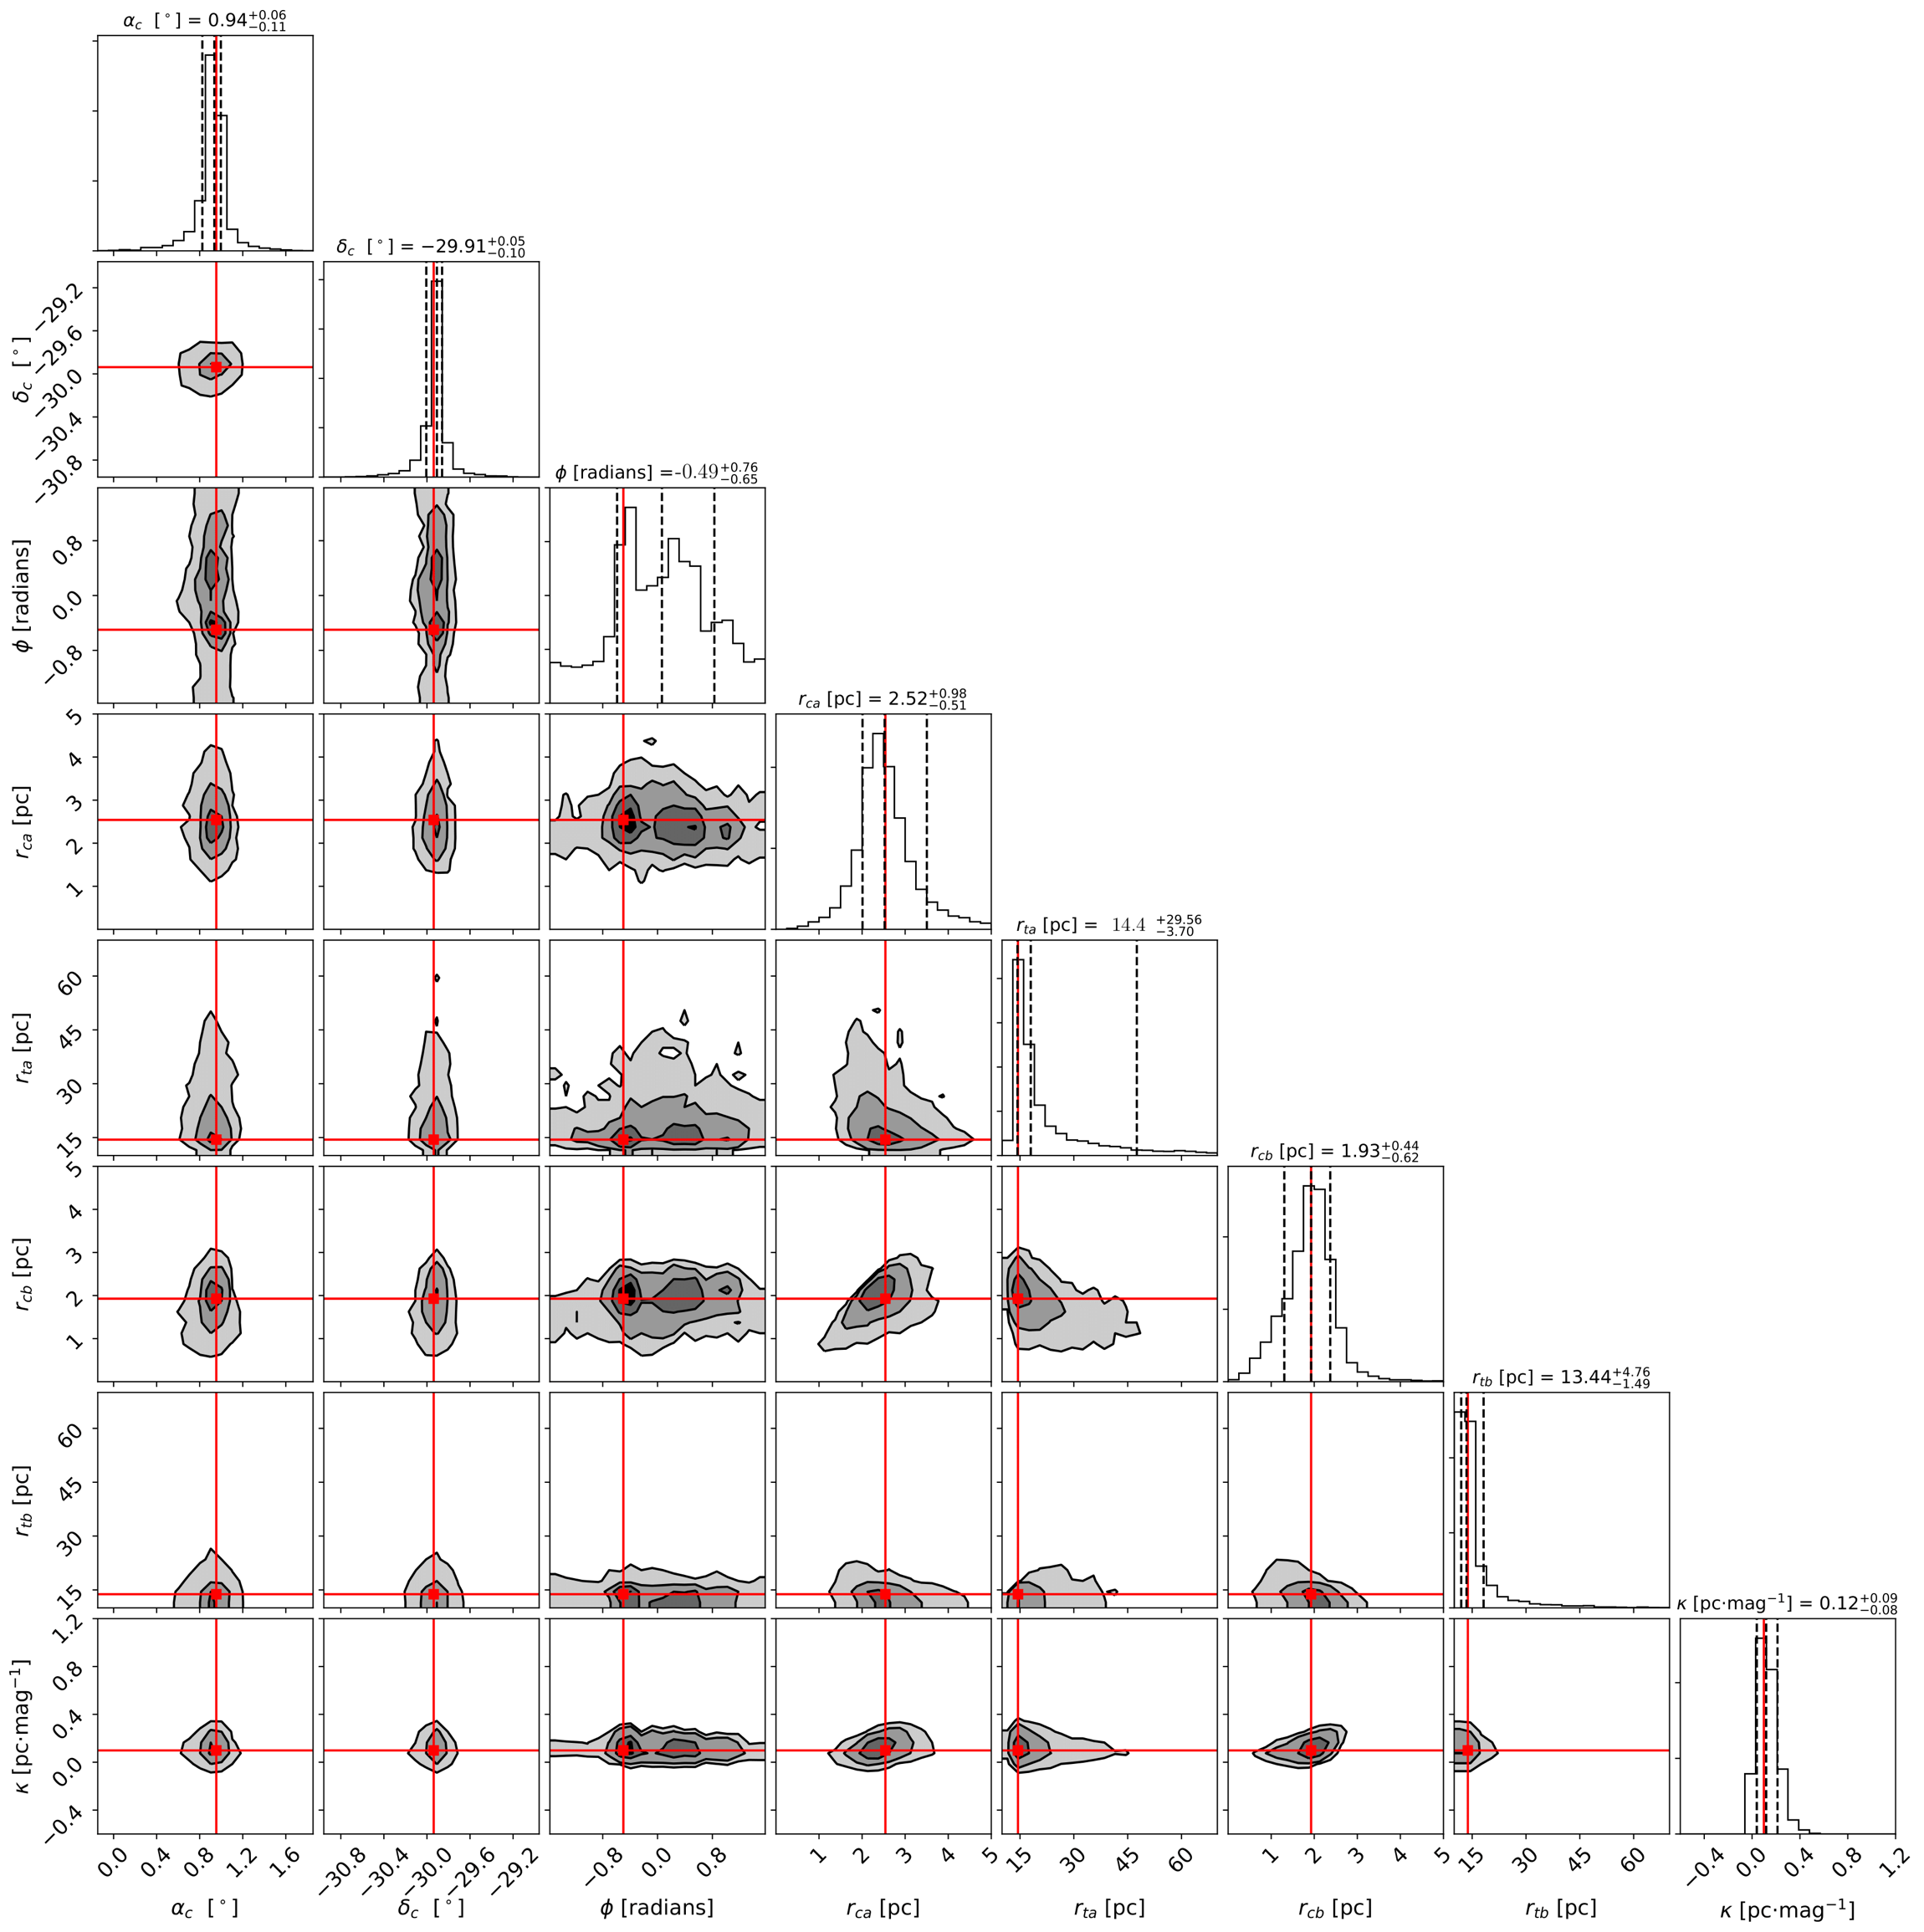 α_c [°] = 0.94 +0.06 −0.11
δ_c [°] = −29.91 +0.05 −0.10
−29.2
−29.6
−30.0
−30.4
−30.8
δ_c [°]
ϕ [radians] =-0.49 +0.76 −0.65
0.8
0.0
−0.8
ϕ [radians]
r_ca [pc] = 2.52 +0.98 −0.51
5
4
3
2
1
r_ca [pc]
r_ta [pc] = 14.4 +29.56 −3.70
60
45
30
15
r_ta [pc]
r_cb [pc] = 1.93 +0.44 −0.62
5
4
3
2
1
r_cb [pc]
r_tb [pc] = 13.44 +4.76 −1.49
60
45
30
15
r_tb [pc]
κ [pc·mag⁻¹] = 0.12 +0.09 −0.08
1.2
0.8
0.4
0.0
−0.4
κ [pc·mag⁻¹]
0.0 0.4 0.8 1.2 1.6 −30.8 −30.4 −30.0 −29.6 −29.2 −0.8 0.0 0.8 1 2 3 4 5 15 30 45 60 1 2 3 4 5 15 30 45 60 −0.4 0.0 0.4 0.8 1.2
α_c [°] δ_c [°] ϕ [radians] r_ca [pc] r_ta [pc] r_cb [pc] r_tb [pc] κ [pc·mag⁻¹]